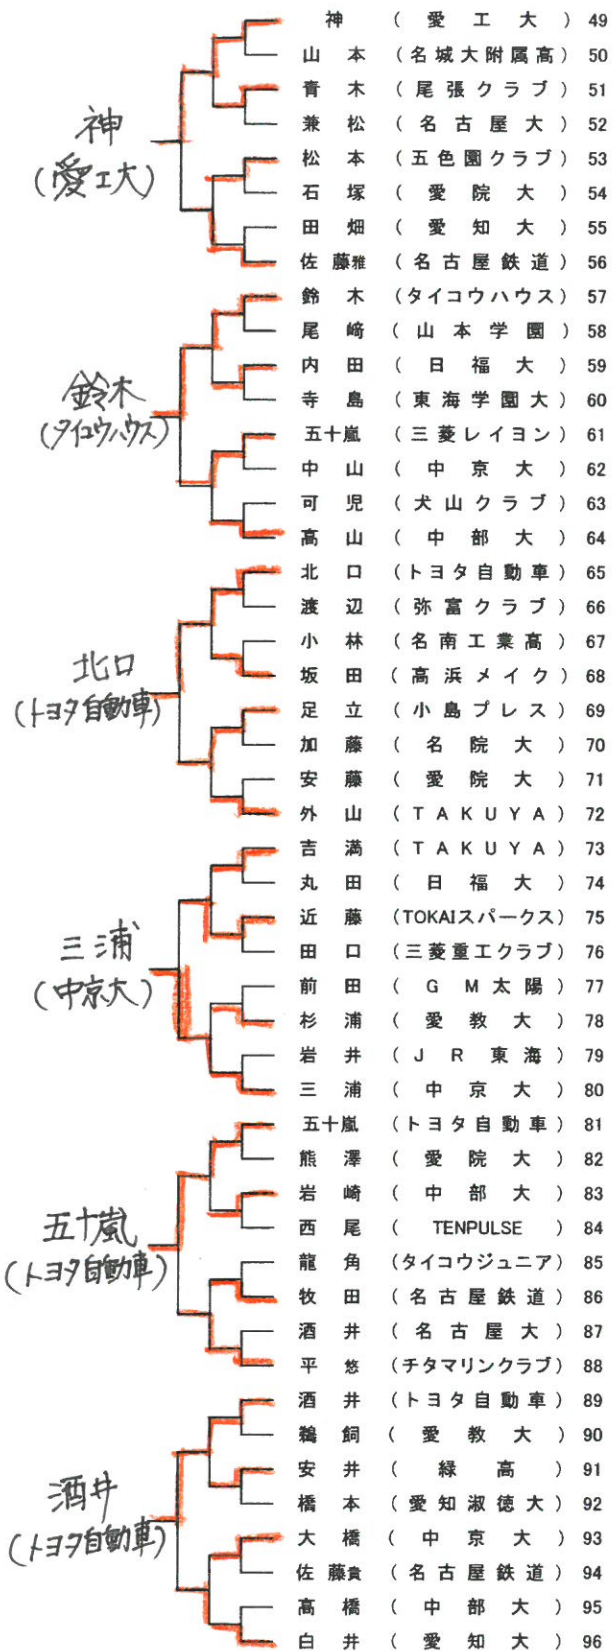 神 (愛工大) 49
山本 (名城大附属高) 50
青木 (尾張クラブ) 51
兼松 (名古屋大) 52
神
(愛工大)
松本 (五色園クラブ) 53
石塚 (愛院大) 54
田畑 (愛知大) 55
佐藤雅 (名古屋鉄道) 56
鈴木 (タイコウハウス) 57
尾崎 (山本学園) 58
内田 (日福大) 59
寺島 (東海学園大) 60
鈴木
(タイコウハウス)
五十嵐 (三菱レイヨン) 61
中山 (中京大) 62
可児 (犬山クラブ) 63
高山 (中部大) 64
北口 (トヨタ自動車) 65
渡辺 (弥富クラブ) 66
小林 (名南工業高) 67
坂田 (高浜メイク) 68
北口
(トヨタ自動車)
足立 (小島プレス) 69
加藤 (名院大) 70
安藤 (愛院大) 71
外山 (TAKUYA) 72
吉満 (TAKUYA) 73
丸田 (日福大) 74
近藤 (TOKAIスパークス) 75
田口 (三菱重工クラブ) 76
三浦
(中京大)
前田 (GM太陽) 77
杉浦 (愛教大) 78
岩井 (JR東海) 79
三浦 (中京大) 80
五十嵐 (トヨタ自動車) 81
熊澤 (愛院大) 82
岩崎 (中部大) 83
西尾 (TENPULSE) 84
五十嵐
(トヨタ自動車)
龍角 (タイコウジュニア) 85
牧田 (名古屋鉄道) 86
酒井 (名古屋大) 87
平悠 (チタマリンクラブ) 88
酒井 (トヨタ自動車) 89
鵜飼 (愛教大) 90
安井 (緑高) 91
橋本 (愛知淑徳大) 92
酒井
(トヨタ自動車)
大橋 (中京大) 93
佐藤貴 (名古屋鉄道) 94
高橋 (中部大) 95
白井 (愛知大) 96